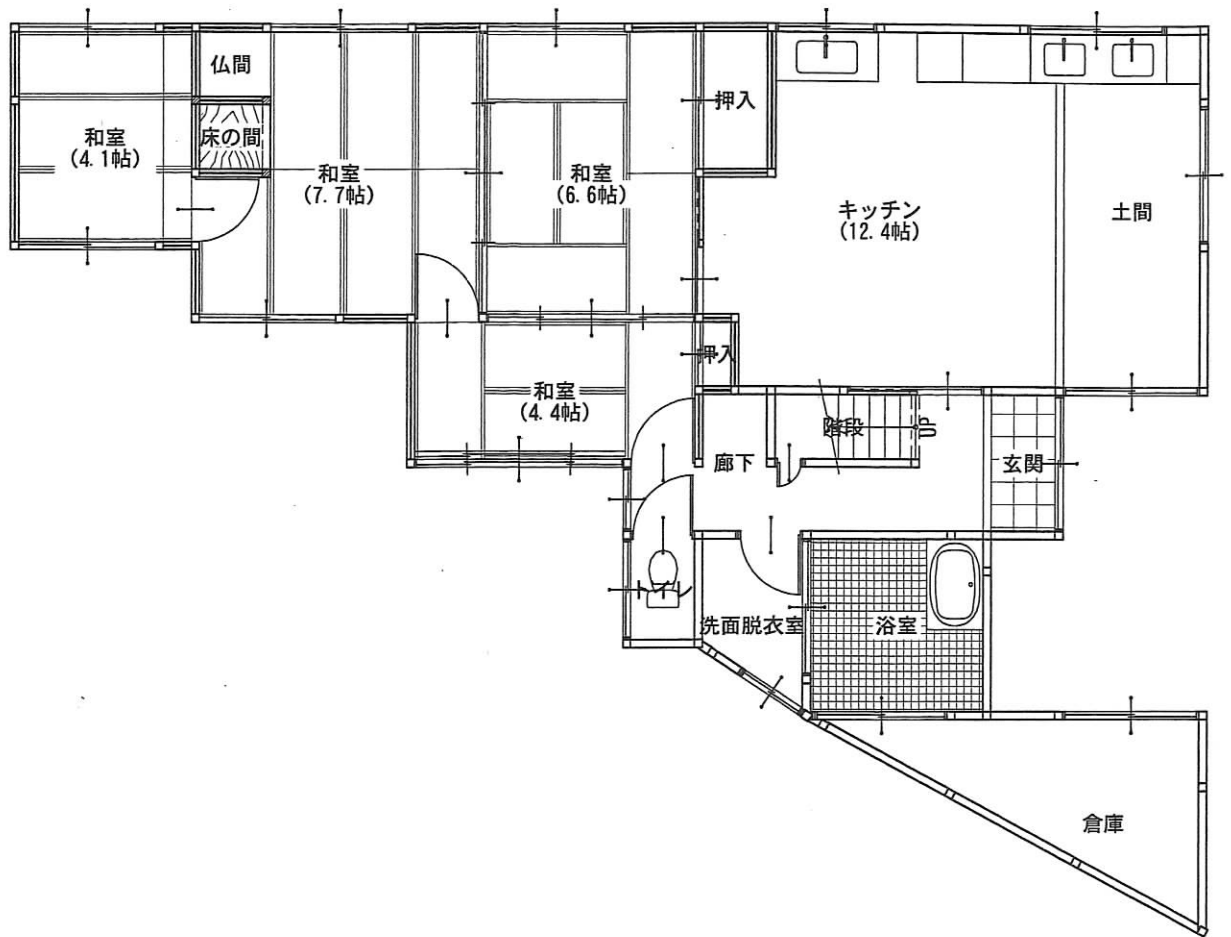 仏間
押入
床の間
和室
(4.1帖)
和室
(7.7帖)
和室
(6.6帖)
キッチン
(12.4帖)
土間
押入
和室
(4.4帖)
階段
UP
廊下
玄関
トイレ
洗面脱衣室
浴室
倉庫